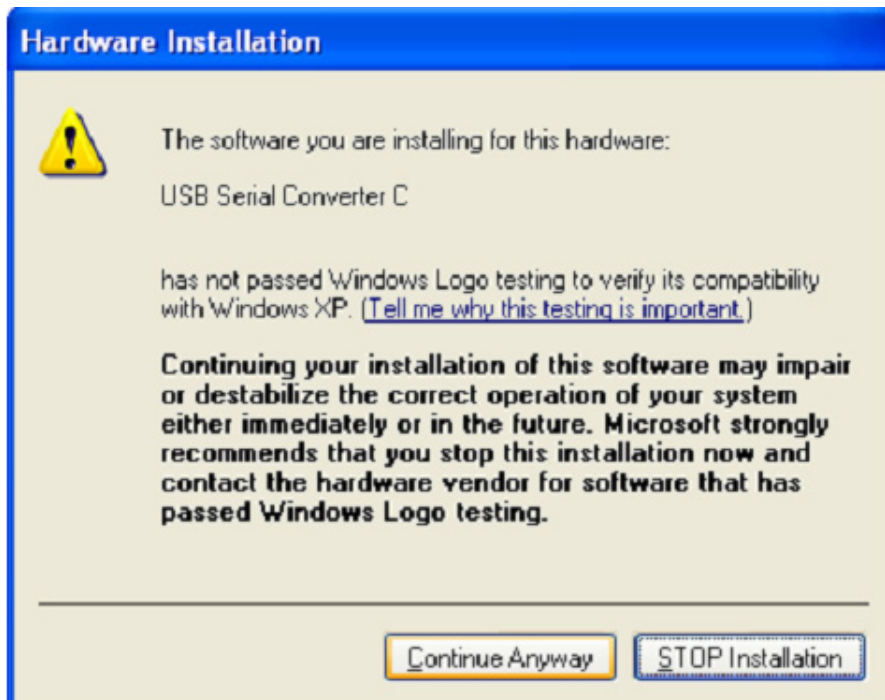 Hardware Installation
The software you are installing for this hardware:
USB Serial Converter C
has not passed Windows Logo testing to verify its compatibility
with Windows XP. (Tell me why this testing is important.)
Continuing your installation of this software may impair
or destabilize the correct operation of your system
either immediately or in the future. Microsoft strongly
recommends that you stop this installation now and
contact the hardware vendor for software that has
passed Windows Logo testing.
Continue Anyway
STOP Installation